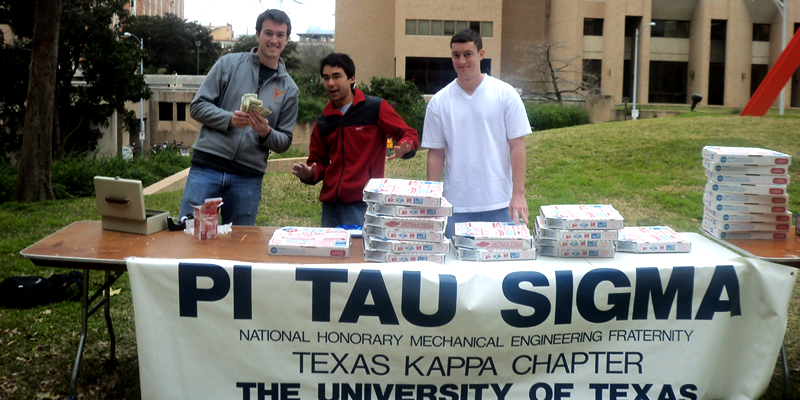 PI TAU SIGMA
NATIONAL HONORARY MECHANICAL ENGINEERING FRATERNITY
TEXAS KAPPA CHAPTER
THE UNIVERSITY OF TEXAS